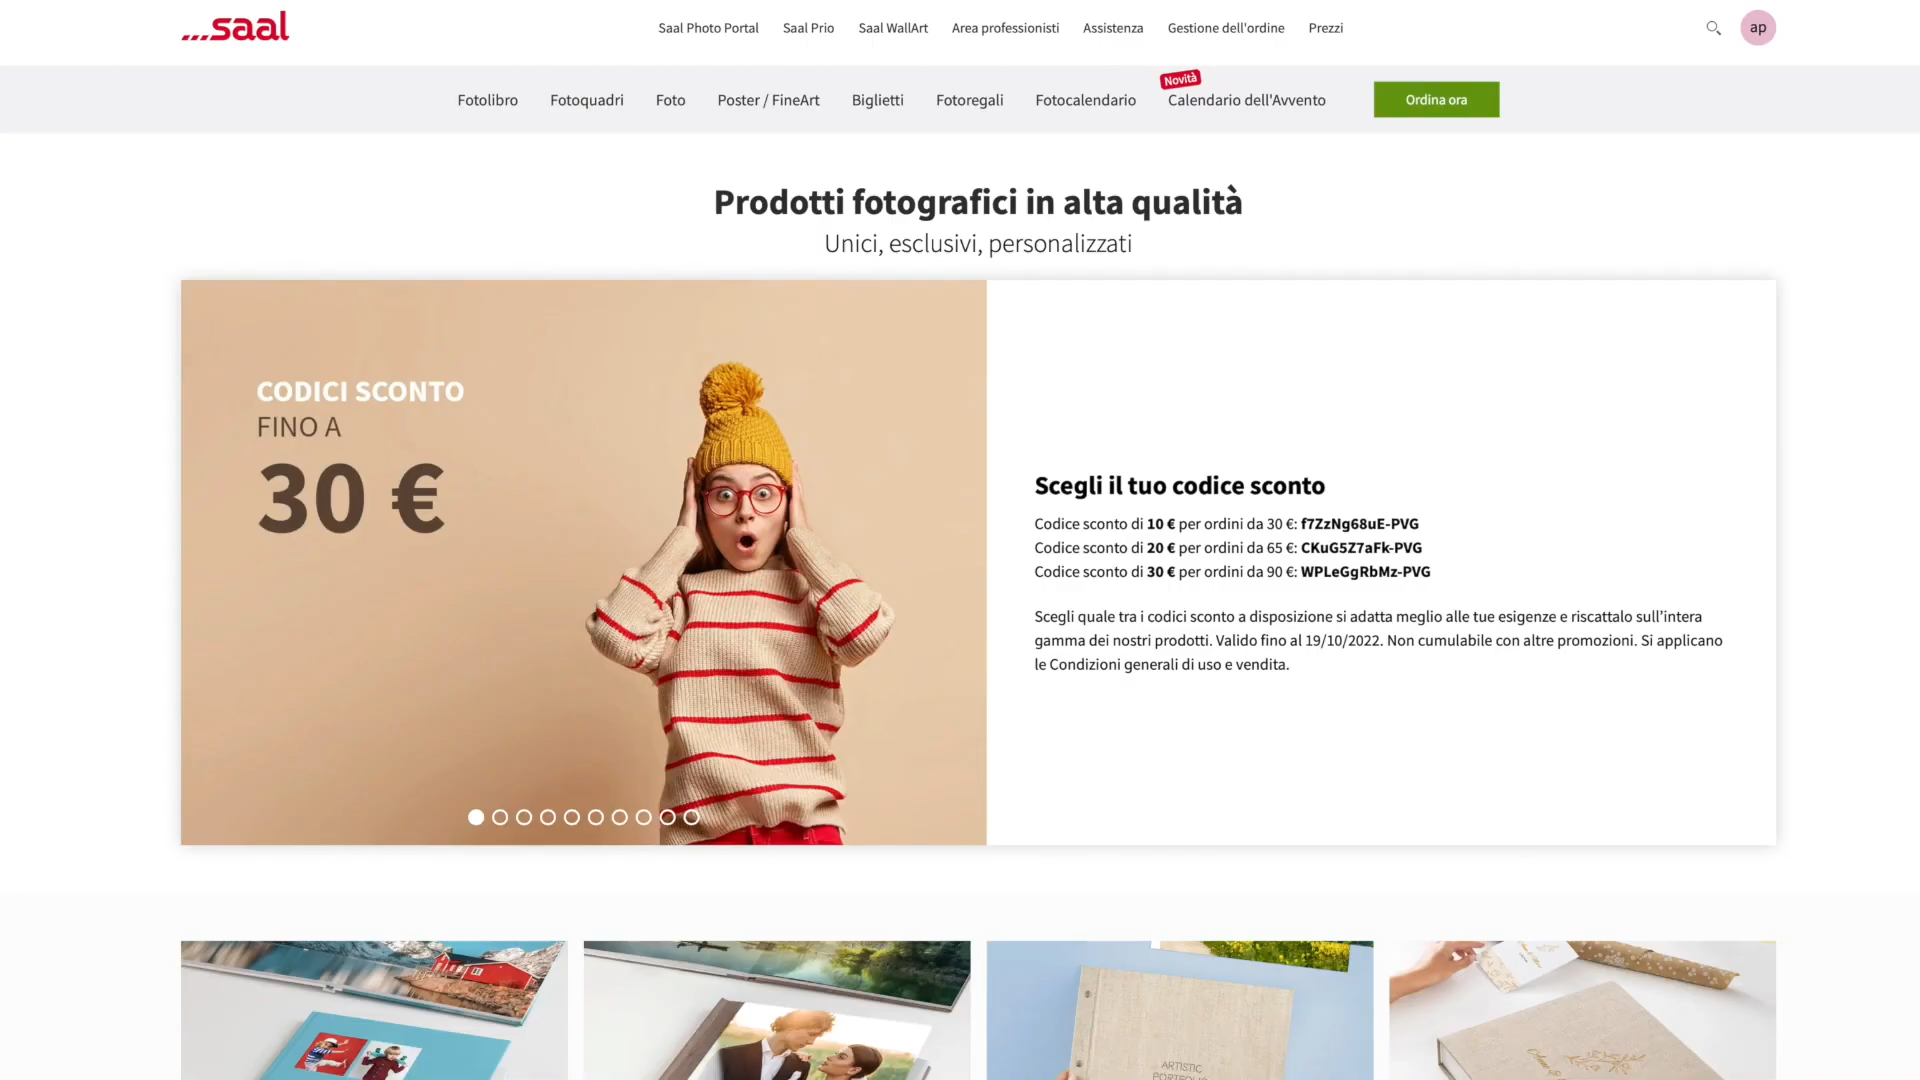 ...saal
Saal Photo Portal
Saal Prio
Saal WallArt
Area professionisti
Assistenza
Gestione dell'ordine
Prezzi
ap
Fotolibro
Fotoquadri
Foto
Poster / FineArt
Biglietti
Fotoregali
Fotocalendario
Novità
Calendario dell'Avvento
Ordina ora
Prodotti fotografici in alta qualità
Unici, esclusivi, personalizzati
CODICI SCONTO
FINO A
30 €
Scegli il tuo codice sconto
Codice sconto di 10 € per ordini da 30 €: f7ZzNg68uE-PVG
Codice sconto di 20 € per ordini da 65 €: CKuG5Z7aFk-PVG
Codice sconto di 30 € per ordini da 90 €: WPLeGgRbMz-PVG
Scegli quale tra i codici sconto a disposizione si adatta meglio alle tue esigenze e riscattalo sull’intera
gamma dei nostri prodotti. Valido fino al 19/10/2022. Non cumulabile con altre promozioni. Si applicano
le Condizioni generali di uso e vendita.
ARTISTIC
PORTFOLIO